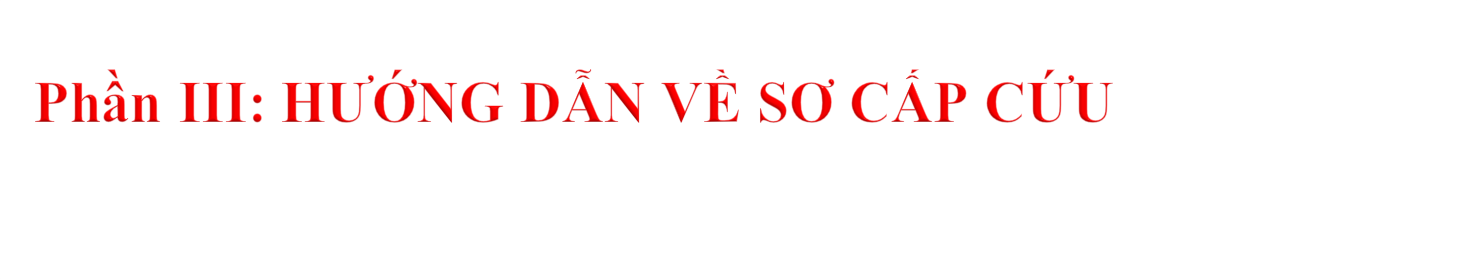 Phần III: HƯỚNG DẪN VỀ SƠ CẤP CỨU